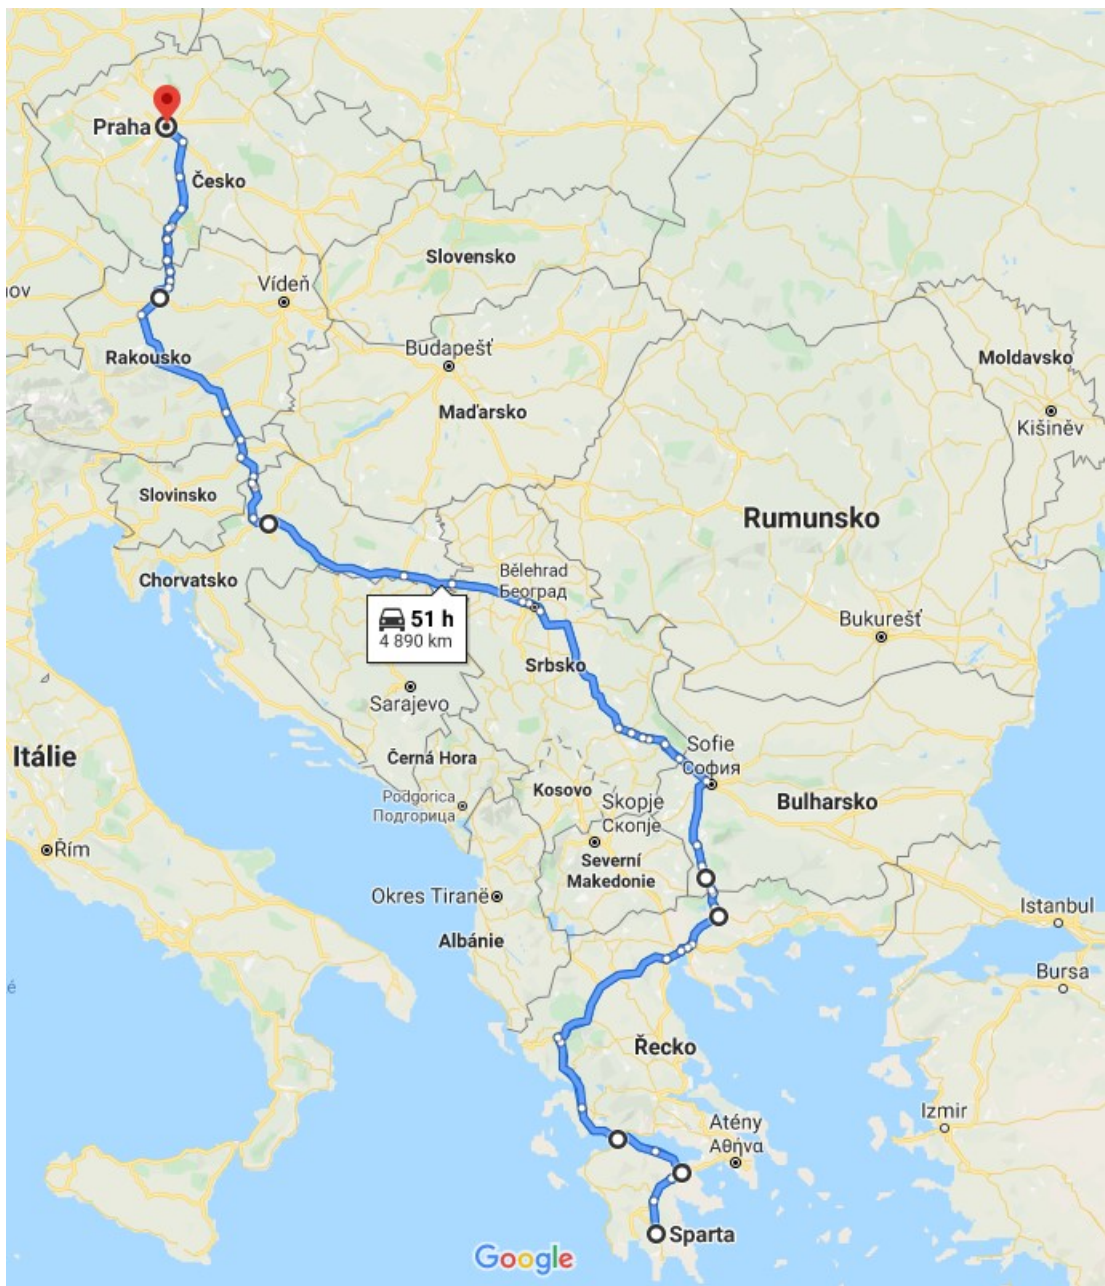 Praha
Česko
Slovensko
nov
Vídeň
Rakousko
Budapešť
Maďarsko
Moldavsko
Kišiněv
Slovinsko
Rumunsko
Chorvatsko
Bělehrad
Београд
51 h
4 890 km
Bukurešť
Srbsko
Sarajevo
Itálie
Černá Hora
Sofie
София
Podgorica
Подгорица
Kosovo
Skopje
Скопје
Bulharsko
Řím
Severní
Makedonie
Okres Tiranë
Istanbul
Albánie
Bursa
é
Řecko
Izmir
Atény
Αθήνα
Sparta
Google